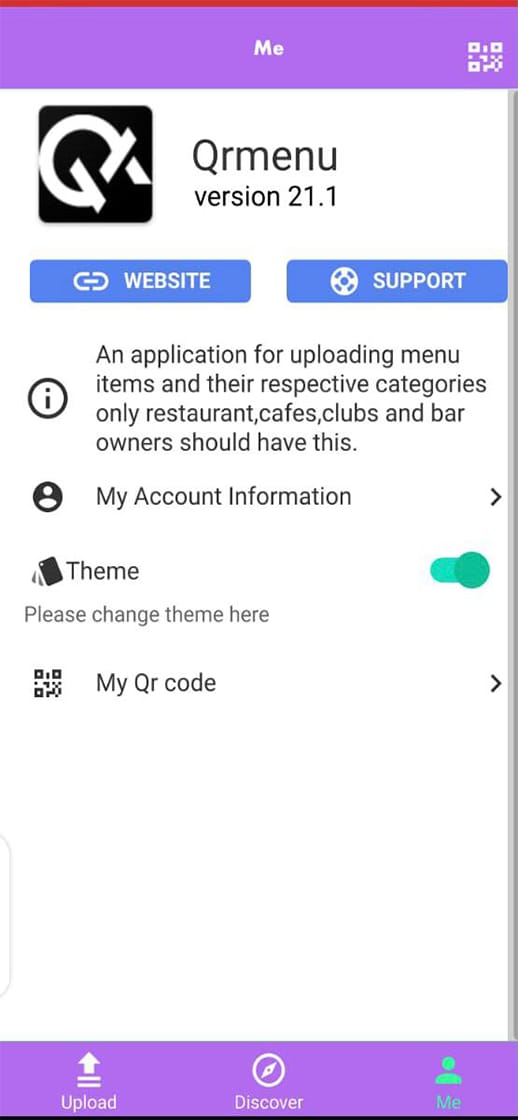 Me
Qrmenu
version 21.1
WEBSITE
SUPPORT
An application for uploading menu
items and their respective categories
only restaurant,cafes,clubs and bar
owners should have this.
My Account Information
Theme
Please change theme here
My Qr code
Upload
Discover
Me